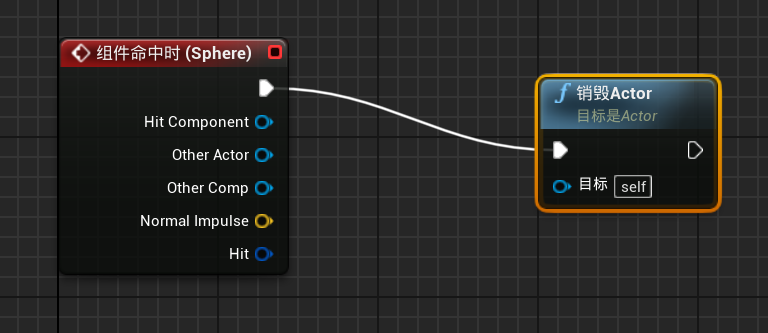 组件命中时 (Sphere)
Hit Component
Other Actor
Other Comp
Normal Impulse
Hit
销毁Actor
目标是Actor
目标 self